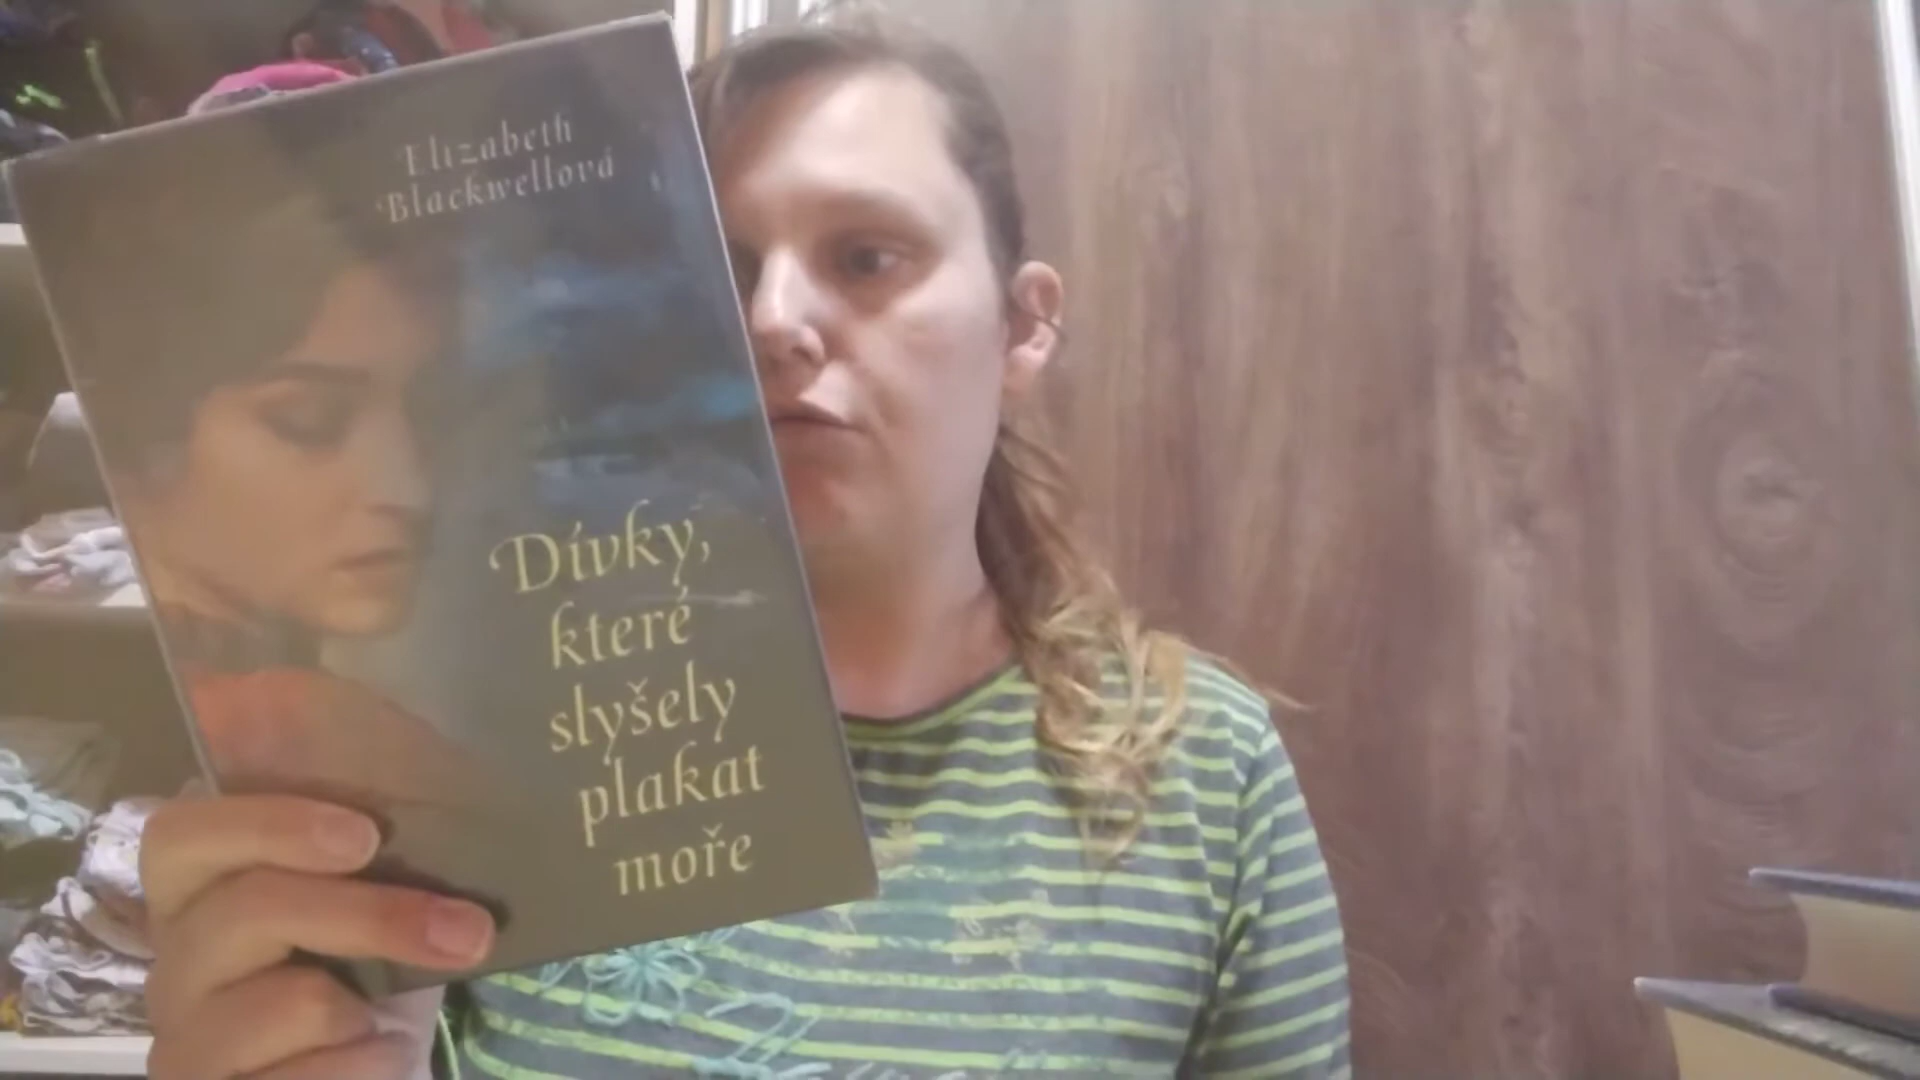 Elizabeth
Blackwellová
Dívky,
které
slyšely
plakat
moře